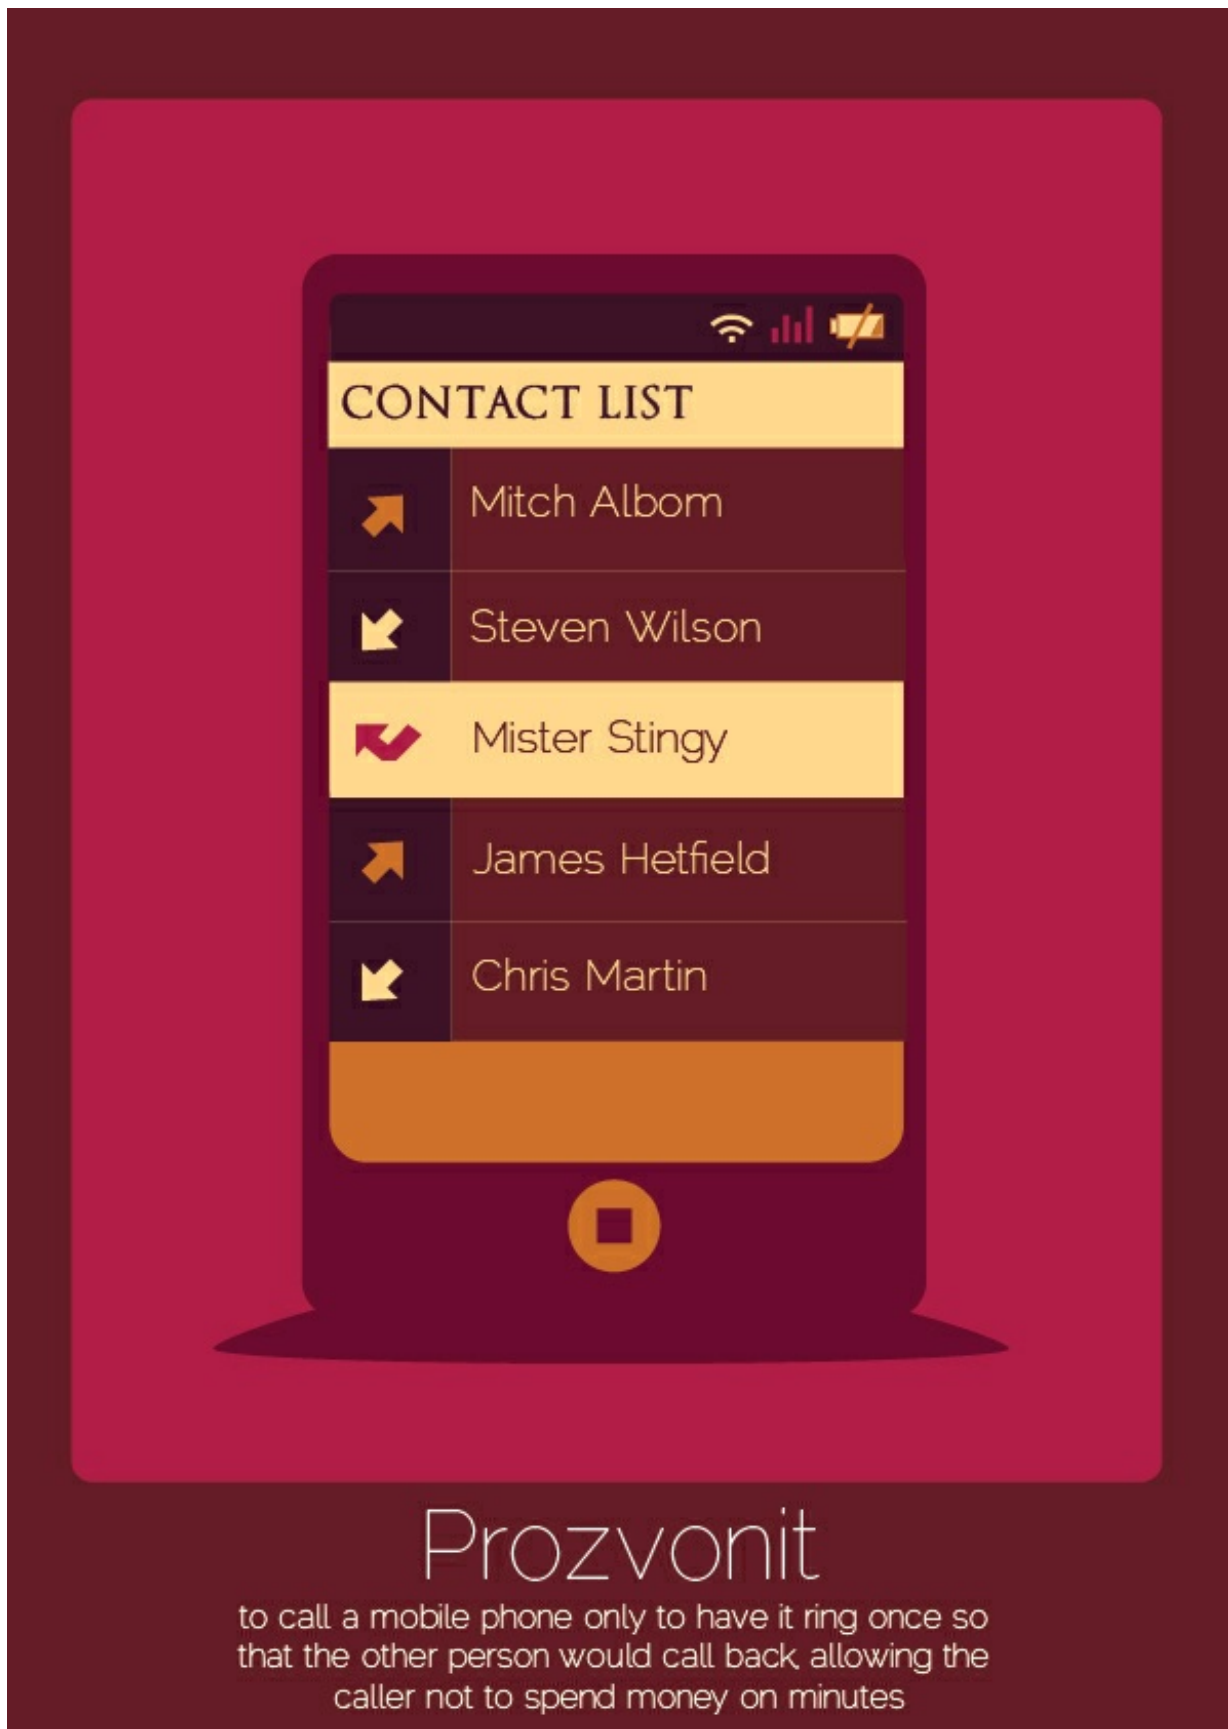 CONTACT LIST
Mitch Albom
Steven Wilson
Mister Stingy
James Hetfield
Chris Martin
Prozvonit
to call a mobile phone only to have it ring once so
that the other person would call back, allowing the
caller not to spend money on minutes